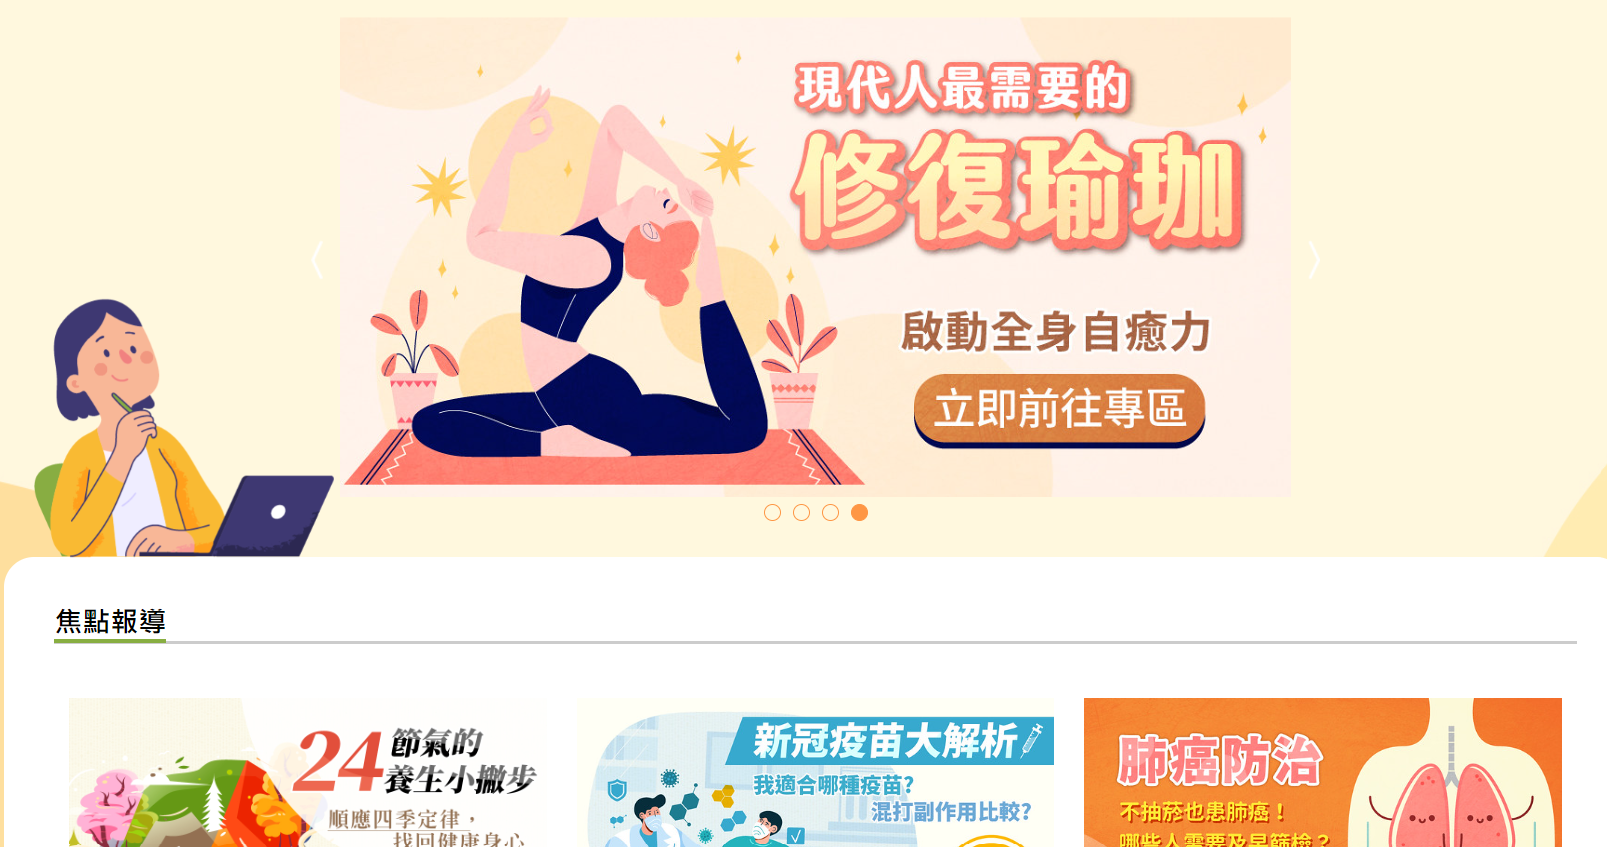 現代人最需要的
修復瑜珈
啟動全身自癒力
立即前往專區
焦點報導
24節氣的
養生小撇步
順應四季定律，
找回健康身心
新冠疫苗大解析
我適合哪種疫苗?
混打副作用比較?
肺癌防治
不抽菸也患肺癌！
哪些人需要及早篩檢？